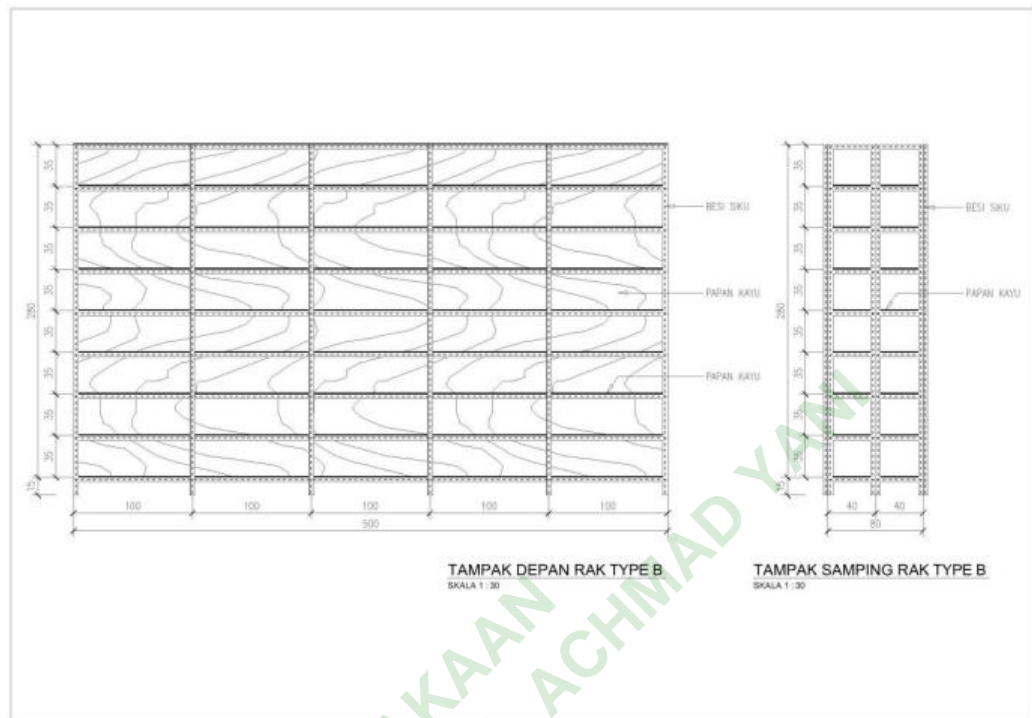 35
35
35
35
35
35
35
35
280
15
BESI SIKU
PAPAN KAYU
PAPAN KAYU
100
100
100
100
100
500
TAMPAK DEPAN RAK TYPE B
SKALA 1 : 30
35
35
35
35
35
35
35
35
280
15
BESI SIKU
PAPAN KAYU
40
40
80
TAMPAK SAMPING RAK TYPE B
SKALA 1 : 30
AKAAN
ACHMAD YANI